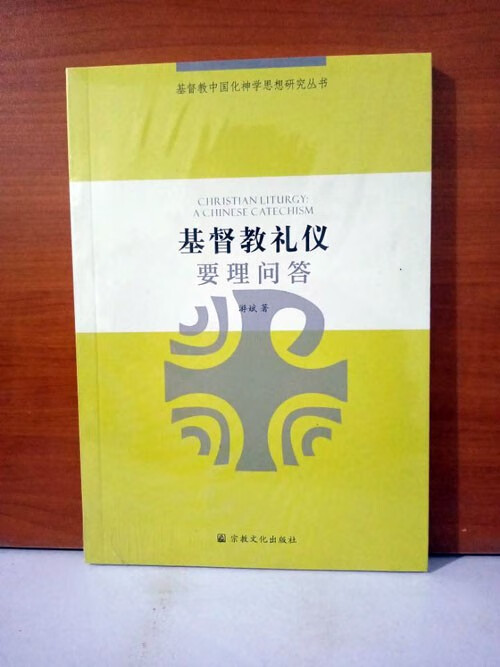 基督教中国化神学思想研究丛书
CHRISTIAN LITURGY:
A CHINESE CATECHISM
基督教礼仪
要理问答
游斌 著
宗教文化出版社